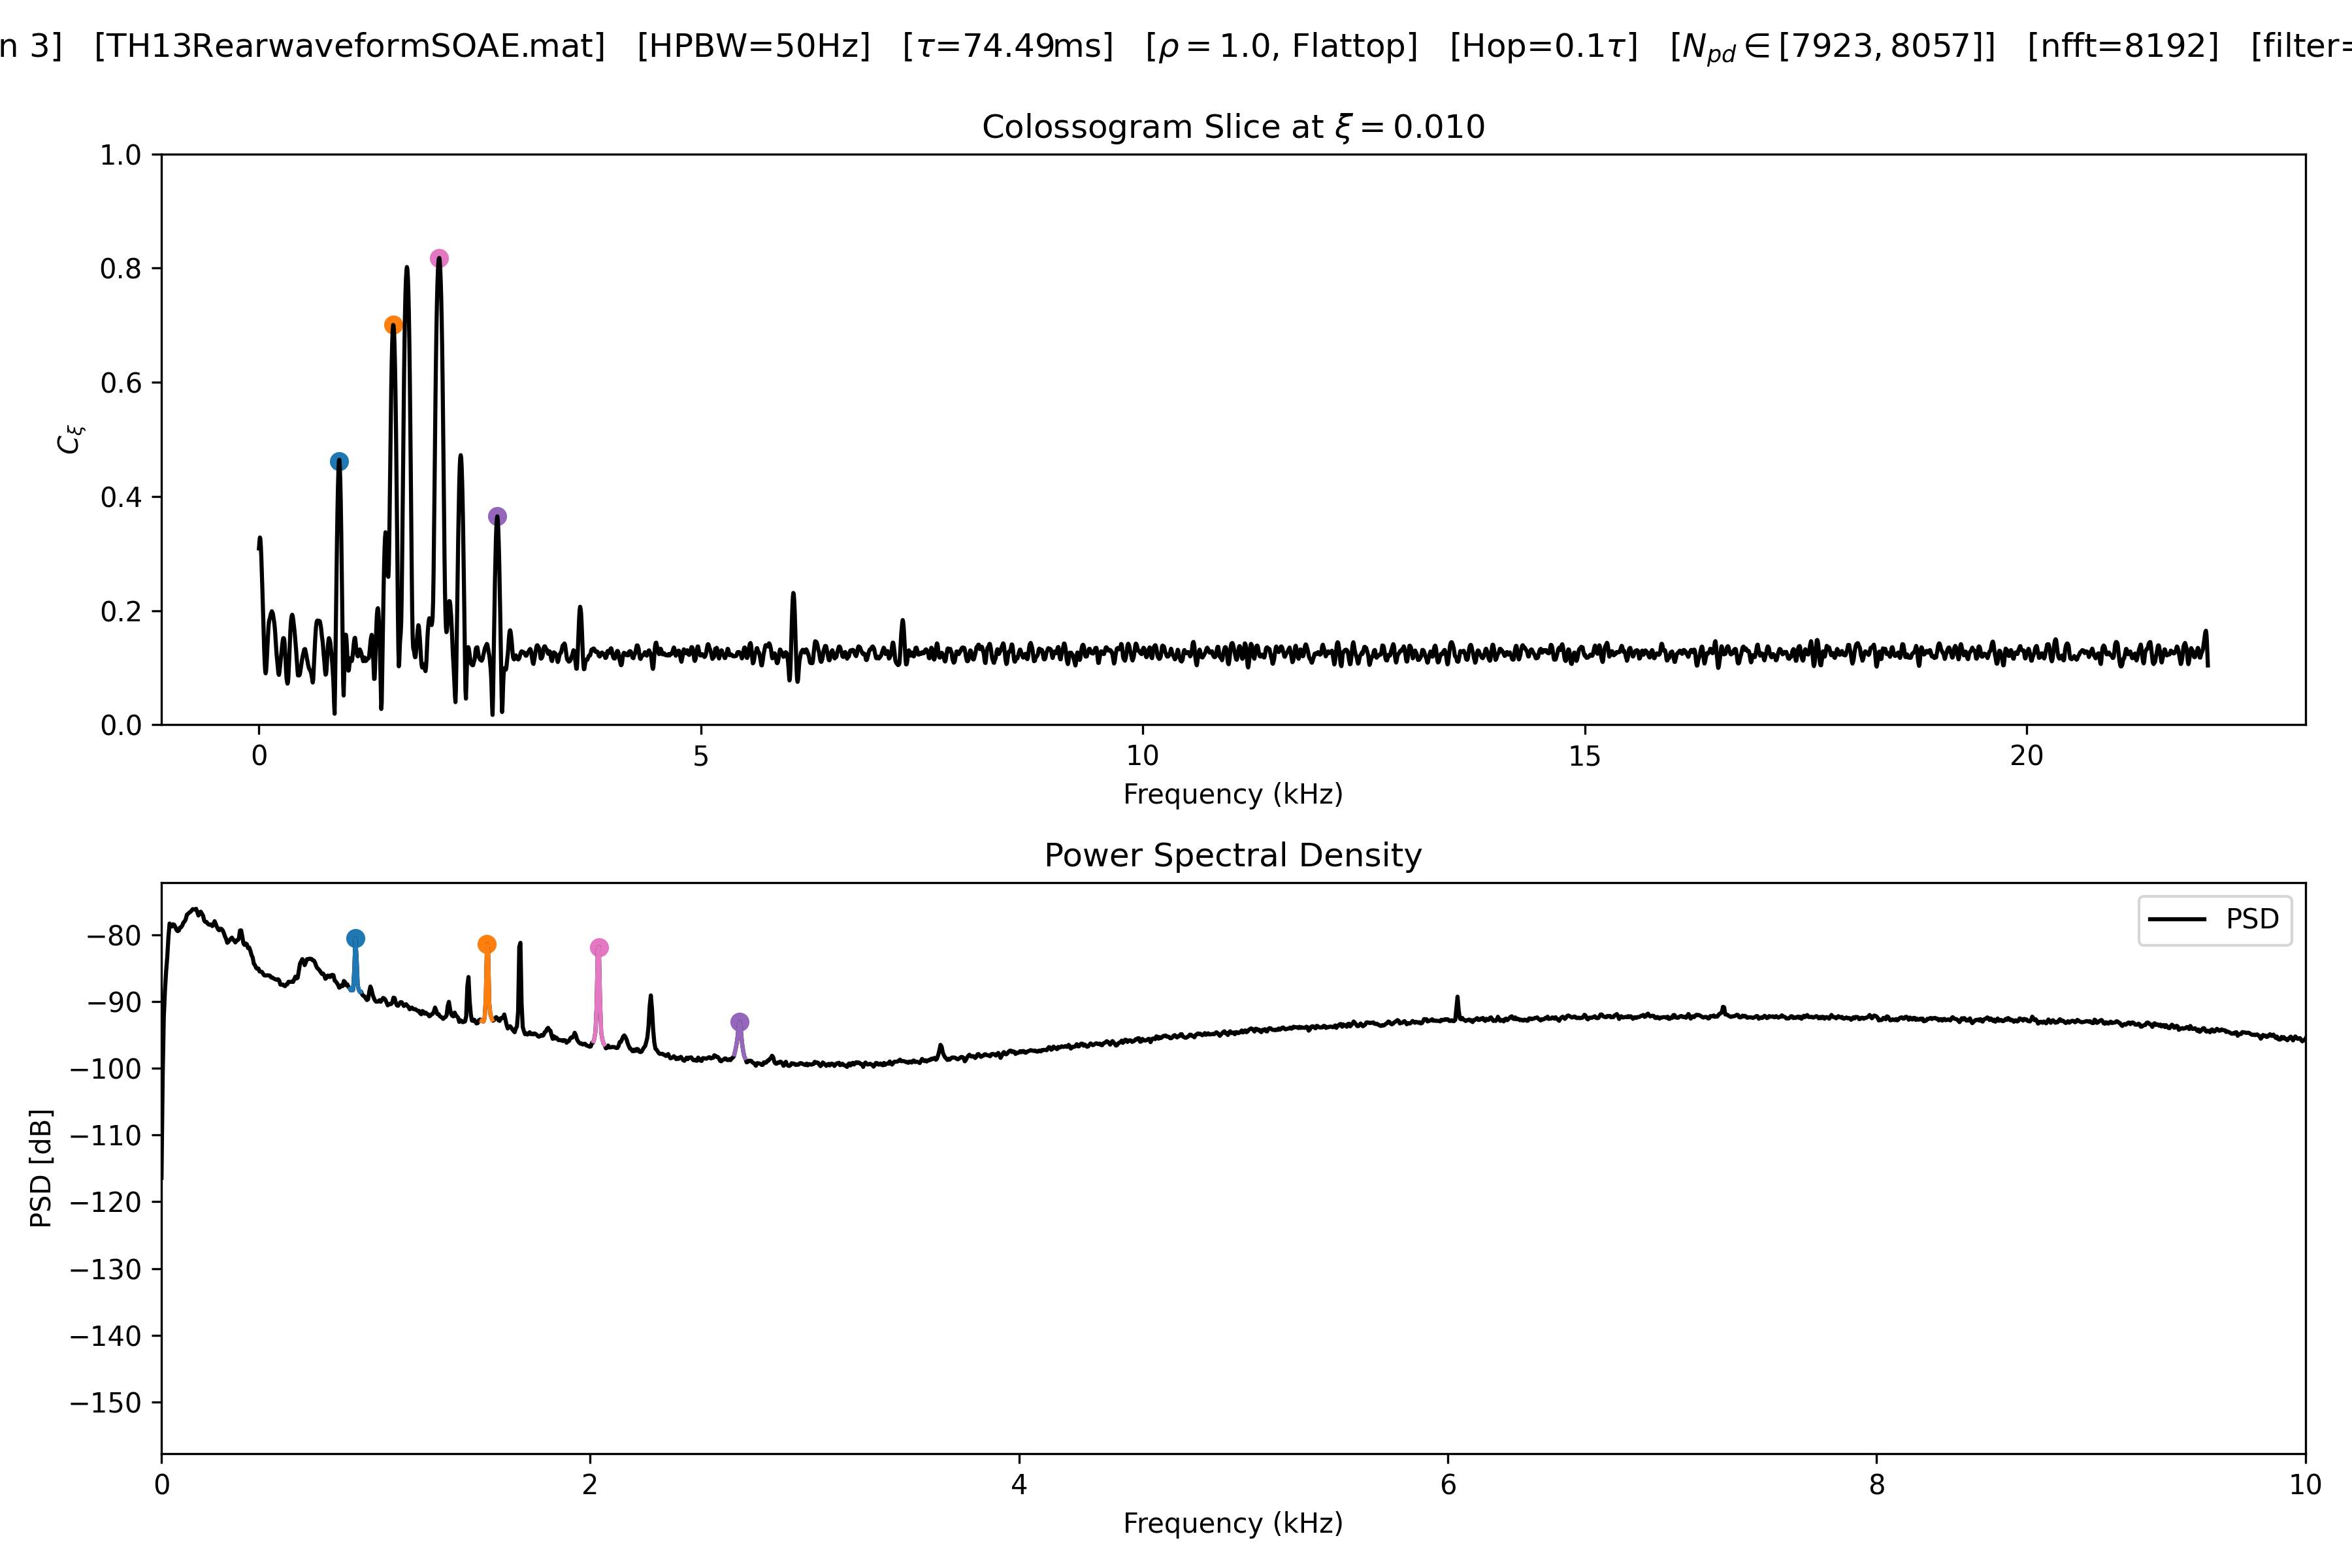 n 3] [TH13RearwaveformSOAE.mat] [HPBW=50Hz] [τ=74.49ms] [ρ = 1.0, Flattop] [Hop=0.1τ] [N_pd ∈ [7923, 8057]] [nfft=8192] [filter=
Colossogram Slice at ξ = 0.010
1.0
0.8
0.6
0.4
0.2
0.0
C_ξ
0 5 10 15 20
Frequency (kHz)
Power Spectral Density
PSD
−80
−90
−100
−110
−120
−130
−140
−150
PSD [dB]
0 2 4 6 8 10
Frequency (kHz)